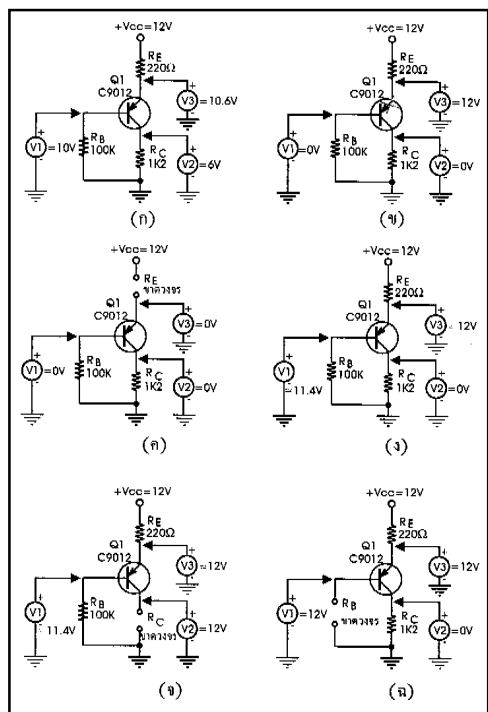 +Vcc=12V
RE
220Ω
Q1
C9012
V3 =10.6V
V1 =10V
RB
100K
RC
1K2
V2 =6V
(ก)
+Vcc=12V
RE
220Ω
Q1
C9012
V3 =12V
V1 =0V
RB
100K
RC
1K2
V2 =0V
(ข)
+Vcc=12V
RE
ขาดวงจร
Q1
C9012
V3 =0V
V1 =0V
RB
100K
RC
1K2
V2 =0V
(ค)
+Vcc=12V
RE
220Ω
Q1
C9012
V3 12V
V1
=11.4V
RB
100K
RC
1K2
V2 =0V
(ง)
+Vcc=12V
RE
220Ω
Q1
C9012
V3 =12V
V1
11.4V
RB
100K
RC
ขาดวงจร
V2 =12V
(จ)
+Vcc=12V
RE
220Ω
Q1
C9012
V3 =12V
V1 =12V
RB
ขาดวงจร
RC
1K2
V2 =0V
(ฉ)